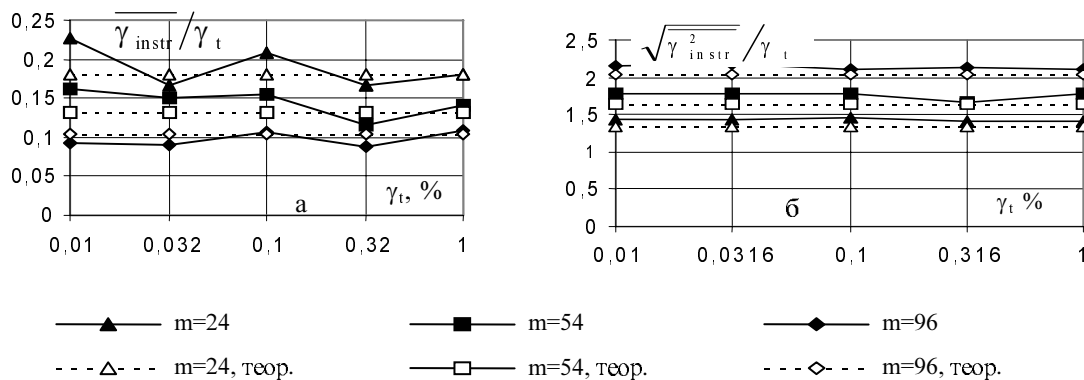 γ instr / γ t
0,25
0,2
0,15
0,1
0,05
0
γt, %
а
0,01 0,032 0,1 0,32 1
√γ 2 instr / γ t
2,5
2
1,5
1
0,5
0
б
γt %
0,01 0,0316 0,1 0,316 1
m=24 m=54 m=96
m=24, теор. m=54, теор. m=96, теор.